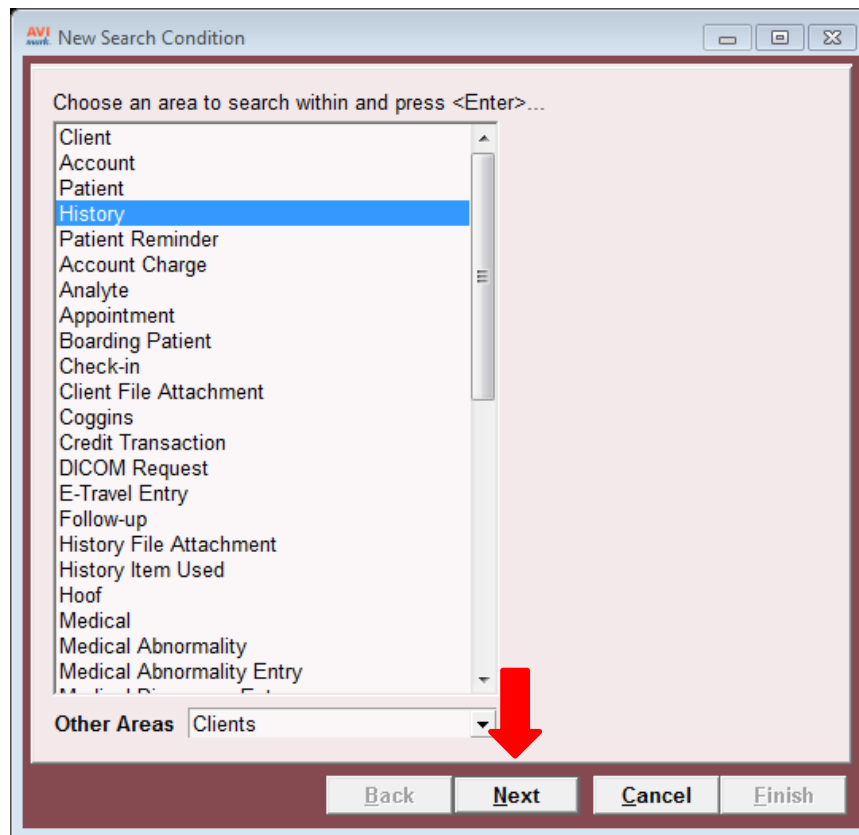 AVI
mark
New Search Condition
Choose an area to search within and press <Enter>...
Client
Account
Patient
History
Patient Reminder
Account Charge
Analyte
Appointment
Boarding Patient
Check-in
Client File Attachment
Coggins
Credit Transaction
DICOM Request
E-Travel Entry
Follow-up
History File Attachment
History Item Used
Hoof
Medical
Medical Abnormality
Medical Abnormality Entry
Other Areas Clients
Back Next Cancel Finish